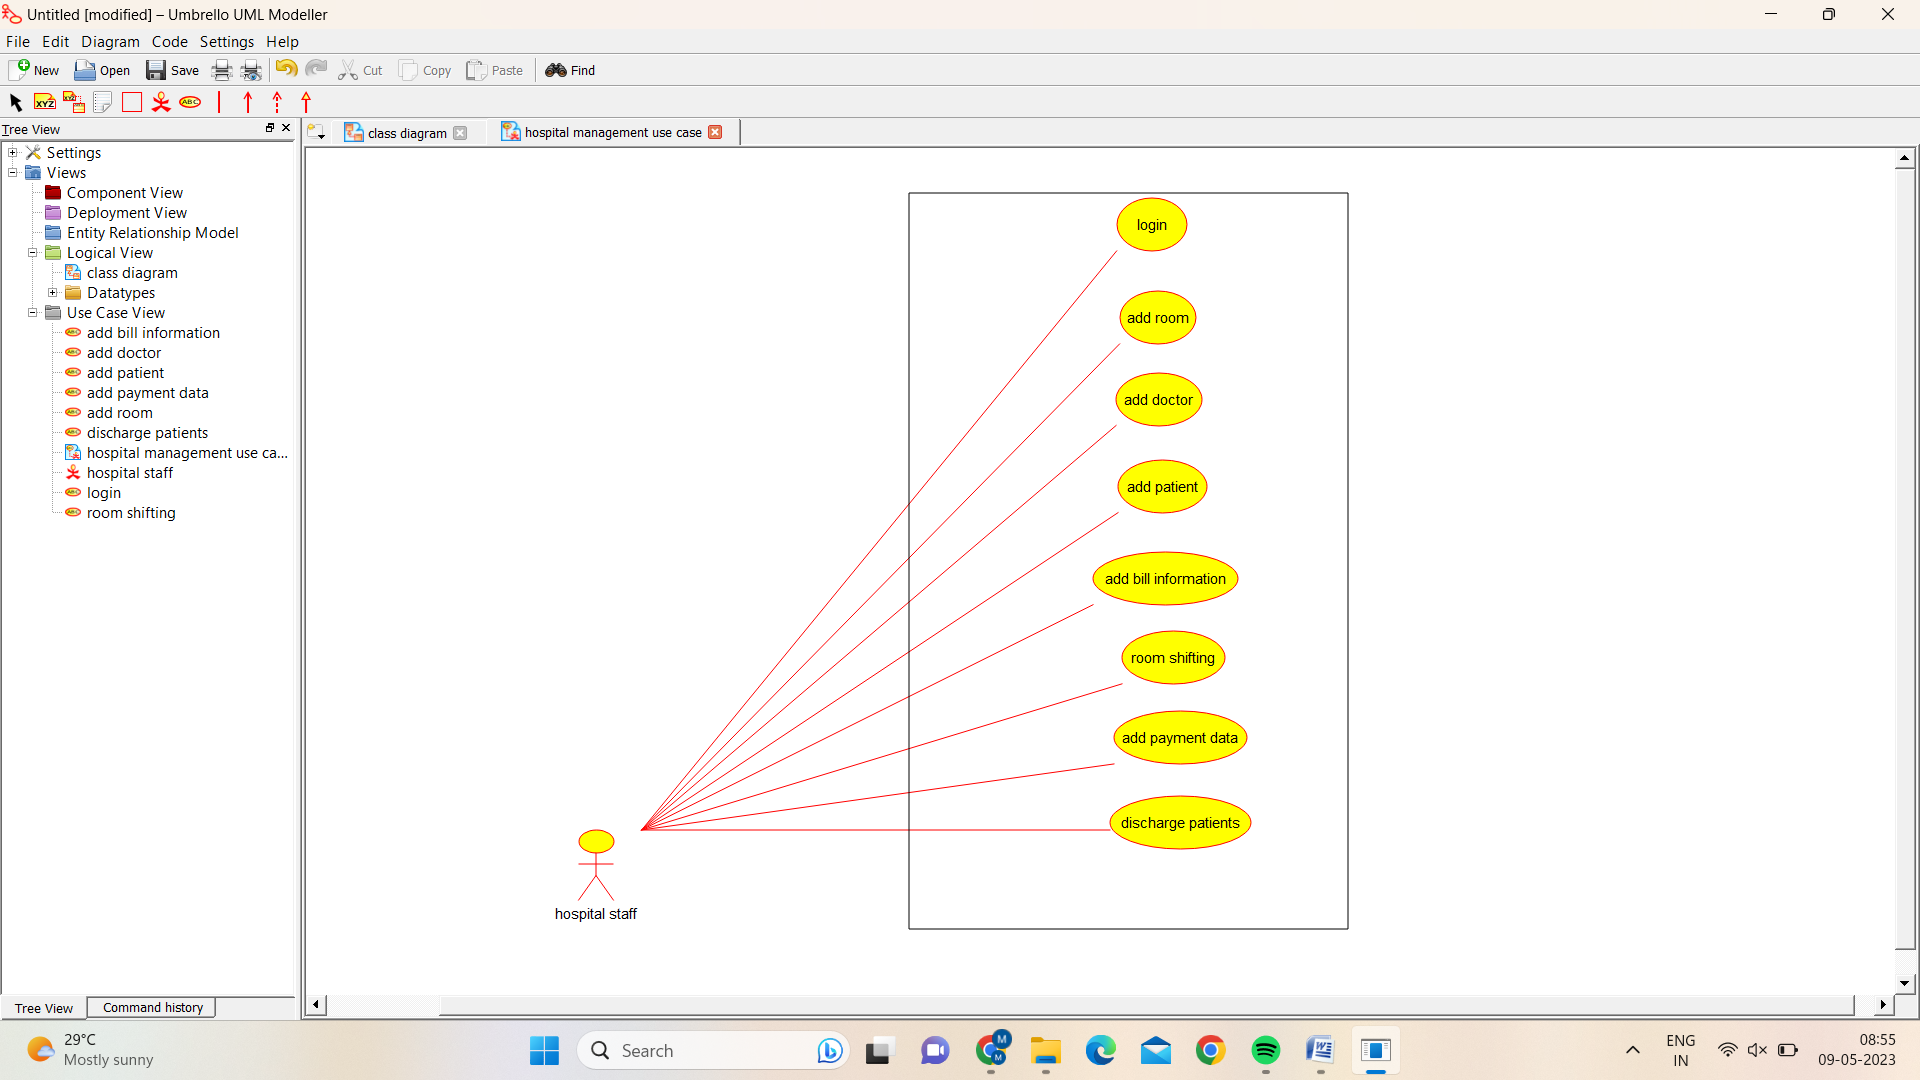 Untitled [modified] – Umbrello UML Modeller
File Edit Diagram Code Settings Help
New Open Save Cut Copy Paste Find
XYZ XYZ ABC
Tree View
class diagram
hospital management use case
Settings
Views
Component View
Deployment View
Entity Relationship Model
Logical View
class diagram
Datatypes
Use Case View
add bill information
add doctor
add patient
add payment data
add room
discharge patients
hospital management use ca...
hospital staff
login
room shifting
login
add room
add doctor
add patient
add bill information
room shifting
add payment data
discharge patients
hospital staff
Tree View Command history
29°C
Mostly sunny
Search
M
M
ENG
IN
08:55
09-05-2023